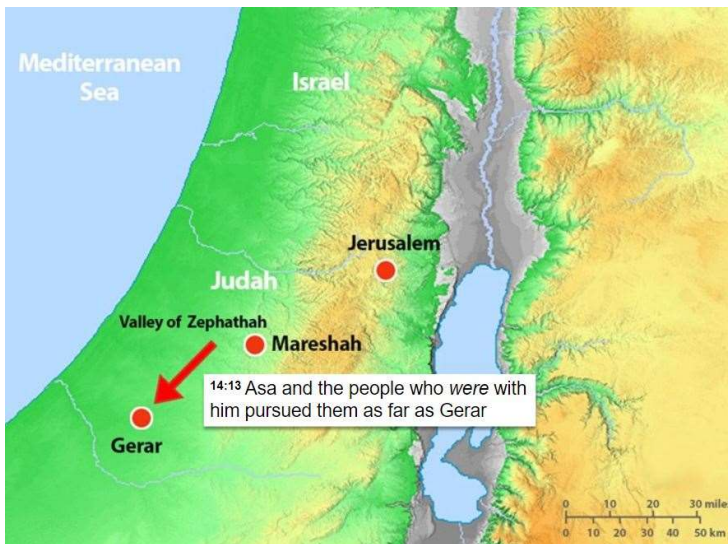 Mediterranean
Sea
Israel
Jerusalem
Judah
Valley of Zephathah
Mareshah
14:13 Asa and the people who were with
him pursued them as far as Gerar
Gerar
0 10 20 30 miles
0 10 20 30 40 50 km